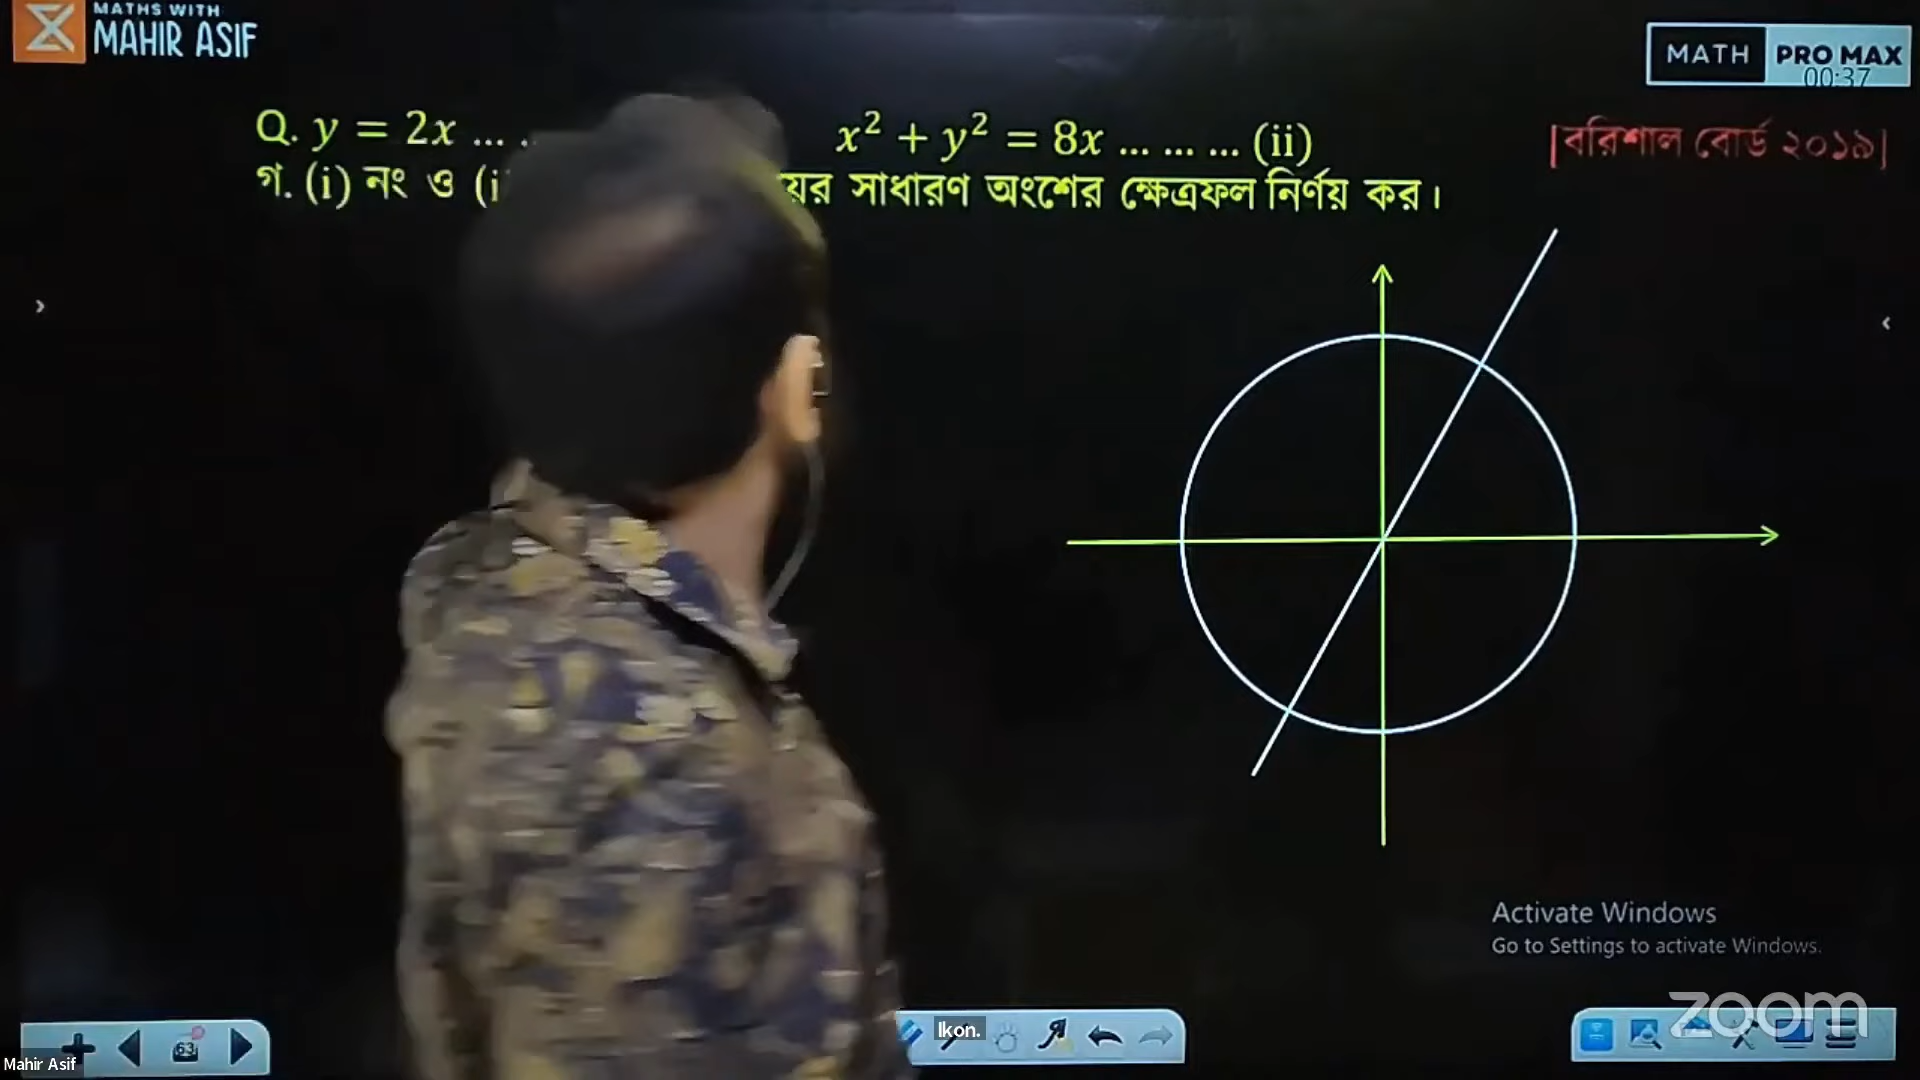 MATHS WITH
MAHIR ASIF
MATH PRO MAX
00:37
Q. y = 2x ... . x² + y² = 8x ... ... ... (ii)
[বরিশাল বোর্ড ২০১৯]
গ. (i) নং ও (i সাধারণ অংশের ক্ষেত্রফল নির্ণয় কর।
Activate Windows
Go to Settings to activate Windows.
zoom
63
Ikon.
Mahir Asif